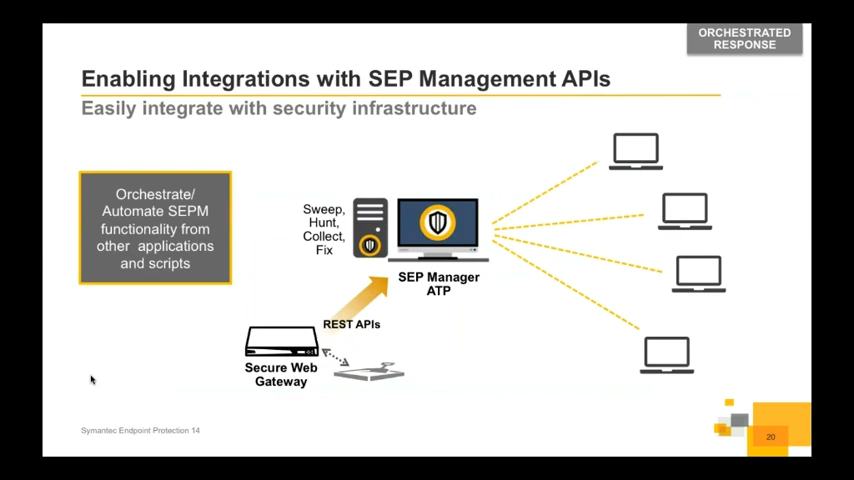 ORCHESTRATED
RESPONSE
Enabling Integrations with SEP Management APIs
Easily integrate with security infrastructure
Orchestrate/
Automate SEPM
functionality from
other applications
and scripts
Sweep,
Hunt,
Collect,
Fix
SEP Manager
ATP
REST APIs
Secure Web
Gateway
Symantec Endpoint Protection 14
20